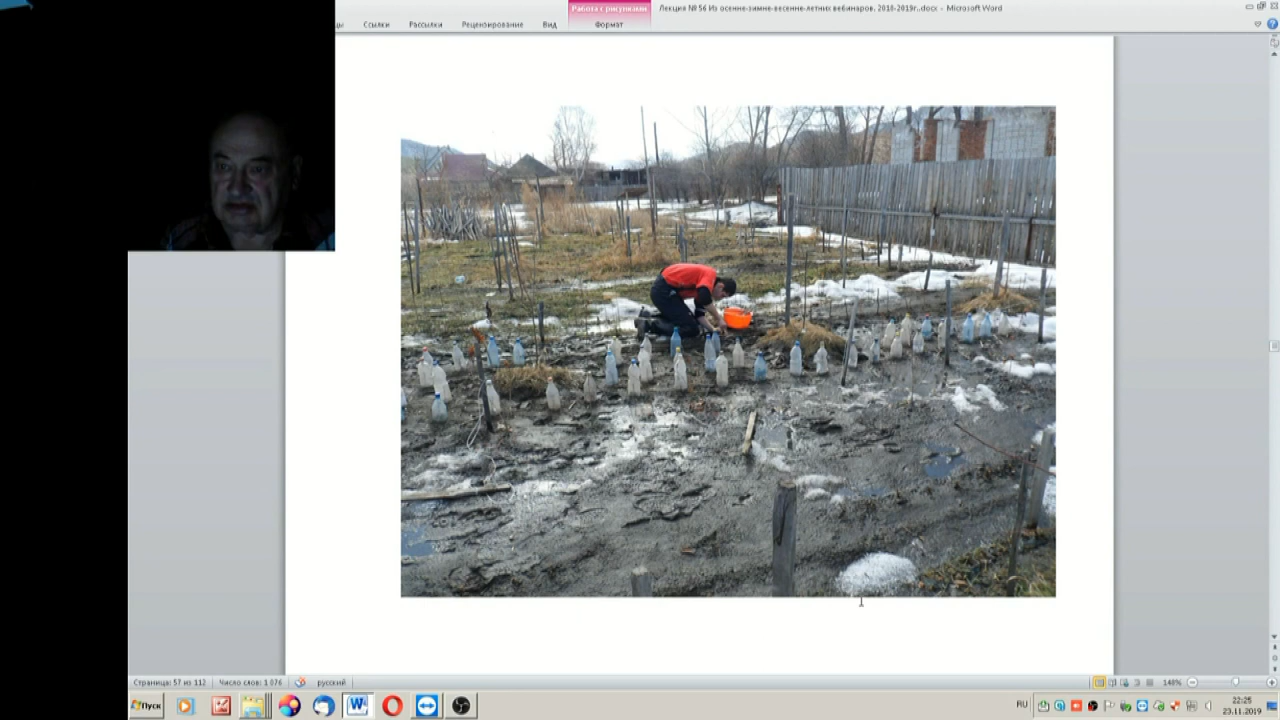 Работа с рисунками
Лекция № 56 Из осенне-зимне-весенне-летних вебинаров, 2018-2019г..docx - Microsoft Word
Ссылки
Рассылки
Рецензирование
Вид
Формат
Страница: 57 из 112
Число слов: 1 076
русский
148%
Пуск
RU
22:25
23.11.2019